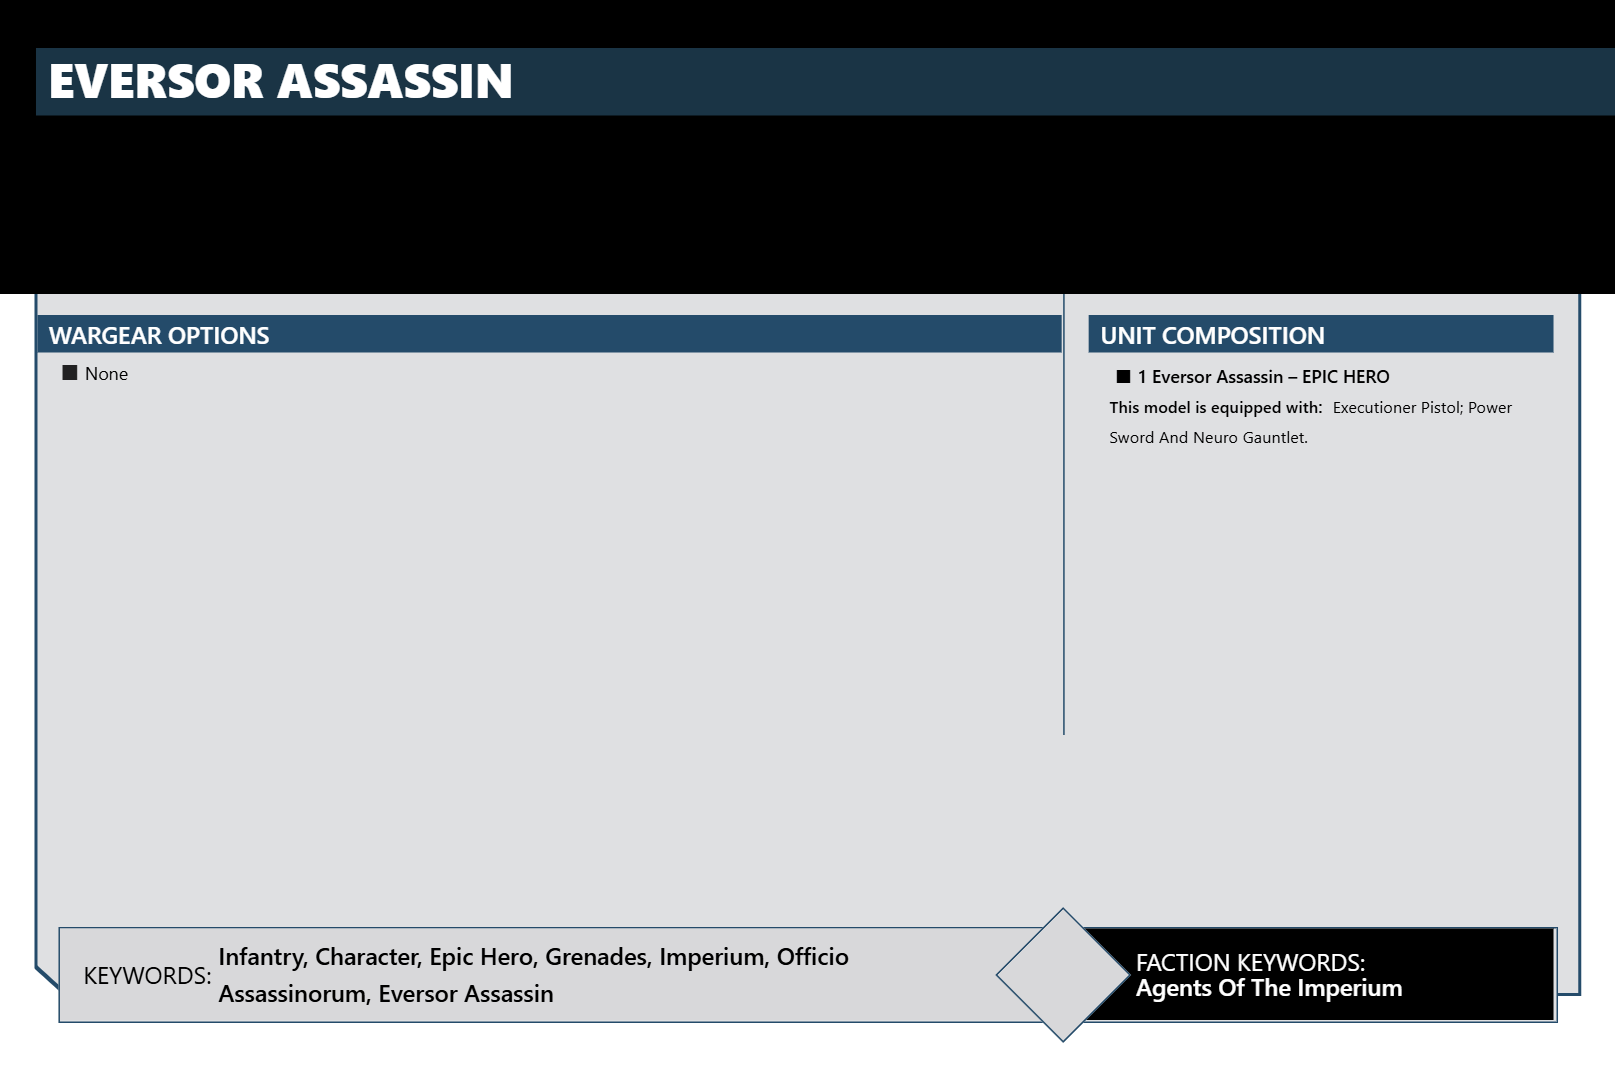 EVERSOR ASSASSIN
WARGEAR OPTIONS
■ None
UNIT COMPOSITION
■ 1 Eversor Assassin – EPIC HERO
This model is equipped with: Executioner Pistol; Power
Sword And Neuro Gauntlet.
KEYWORDS:
Infantry, Character, Epic Hero, Grenades, Imperium, Officio
Assassinorum, Eversor Assassin
FACTION KEYWORDS:
Agents Of The Imperium